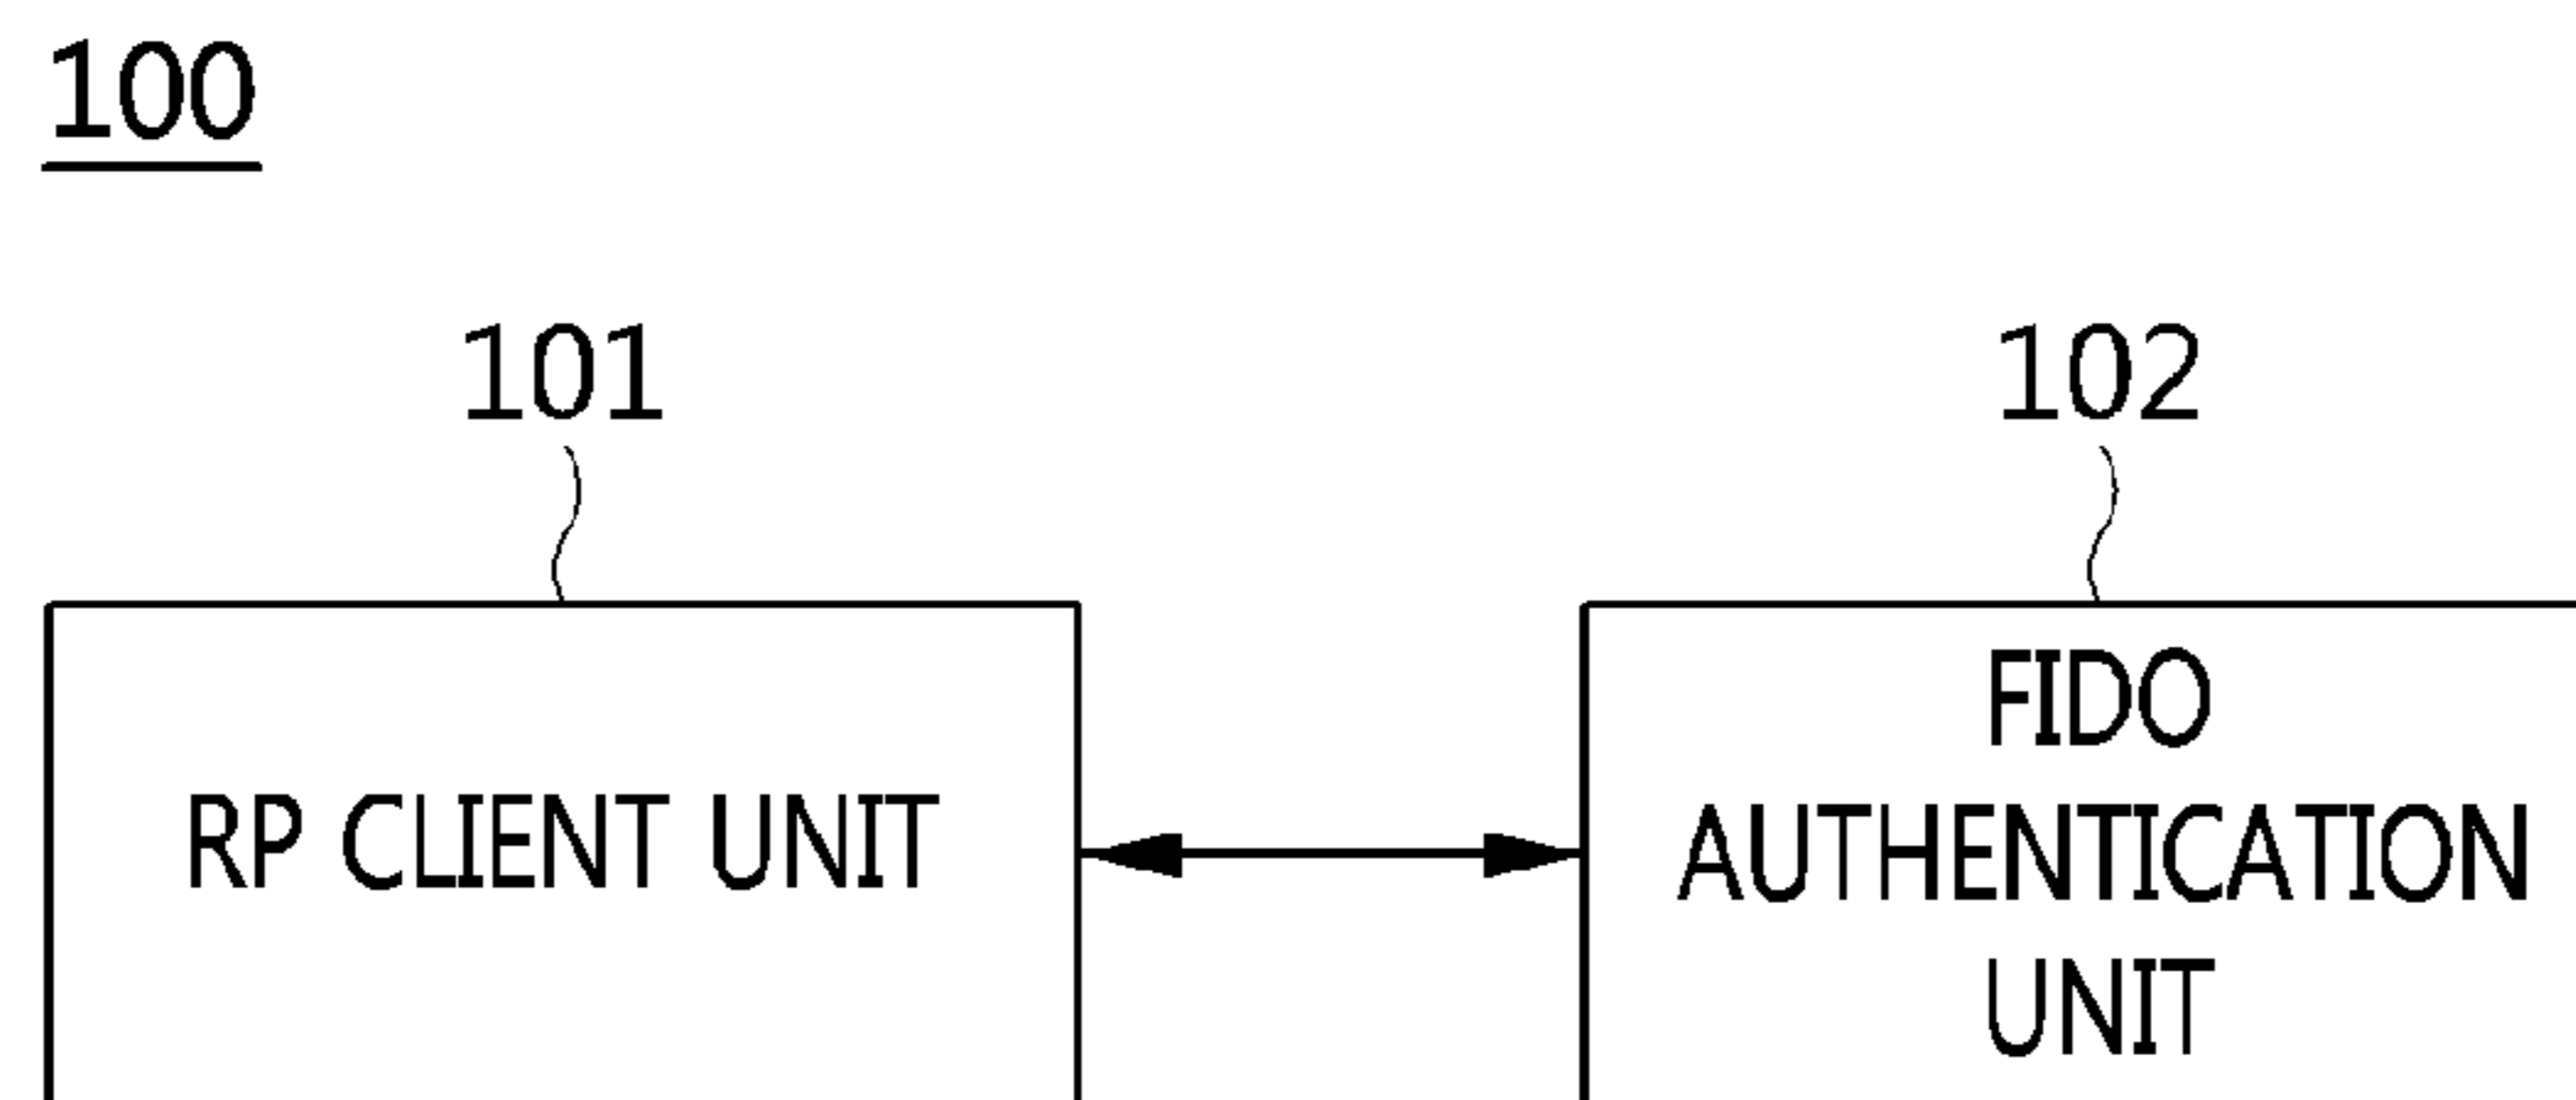 100
101
102
RP CLIENT UNIT
FIDO
AUTHENTICATION
UNIT